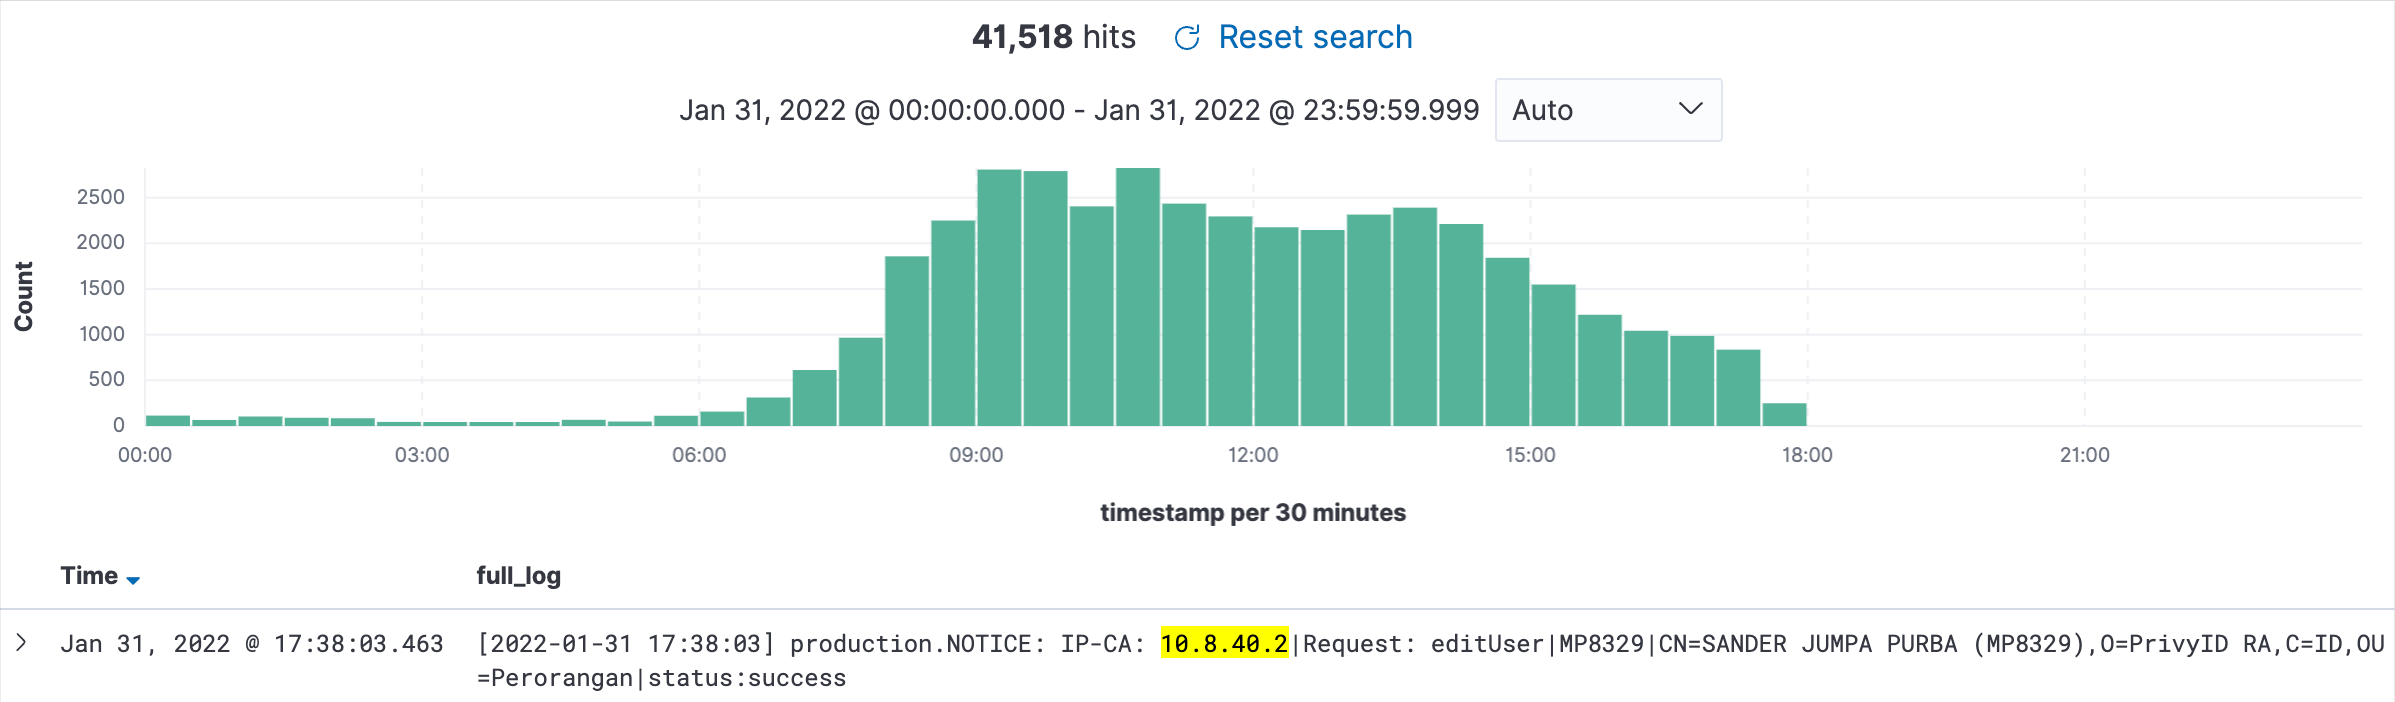 41,518 hits Reset search
Jan 31, 2022 @ 00:00:00.000 - Jan 31, 2022 @ 23:59:59.999 Auto
Count
2500
2000
1500
1000
500
0
00:00 03:00 06:00 09:00 12:00 15:00 18:00 21:00
timestamp per 30 minutes
Time full_log
Jan 31, 2022 @ 17:38:03.463 [2022-01-31 17:38:03] production.NOTICE: IP-CA: 10.8.40.2|Request: editUser|MP8329|CN=SANDER JUMPA PURBA (MP8329),O=PrivyID RA,C=ID,OU
=Perorangan|status:success